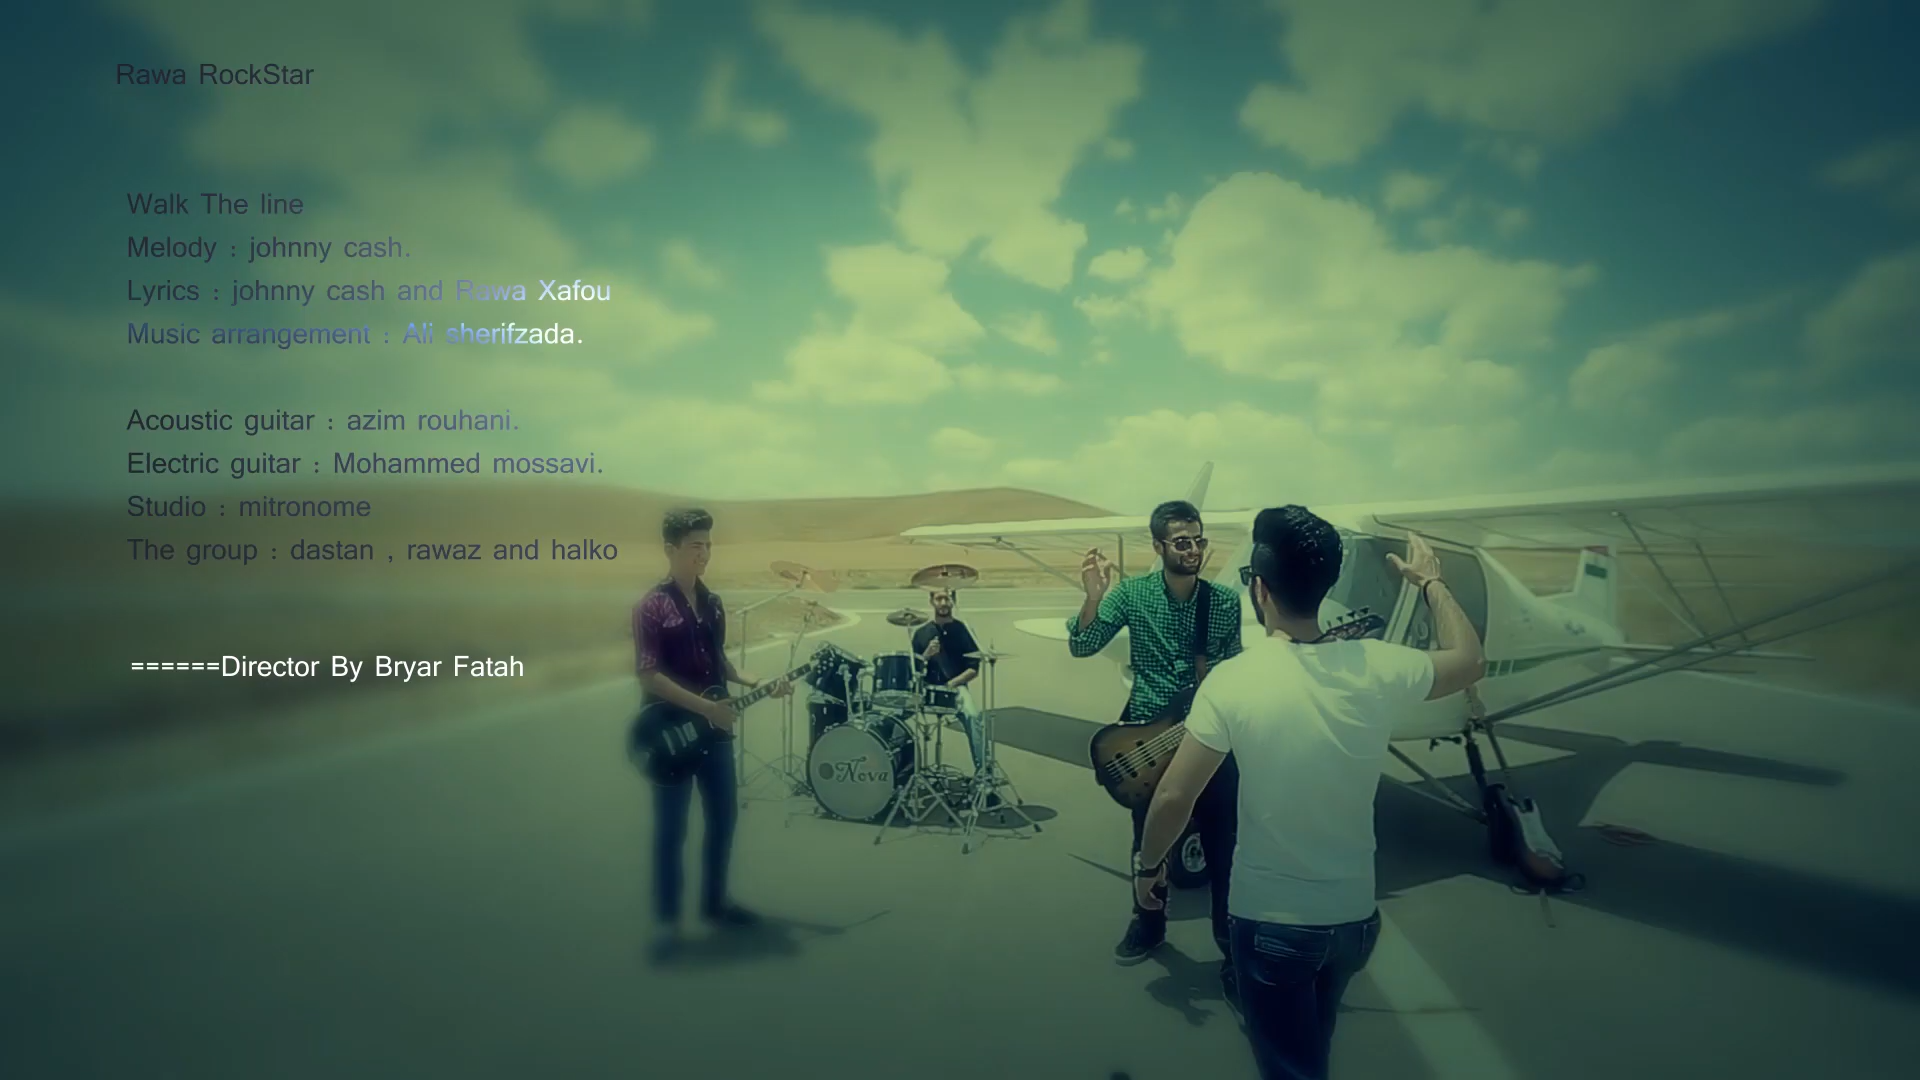 Rawa RockStar
Walk The line
Melody : johnny cash.
Lyrics : johnny cash and Rawa Xafou
Music arrangement : Ali sherifzada.
Acoustic guitar : azim rouhani.
Electric guitar : Mohammed mossavi.
Studio : mitronome
The group : dastan , rawaz and halko
======Director By Bryar Fatah
Nova